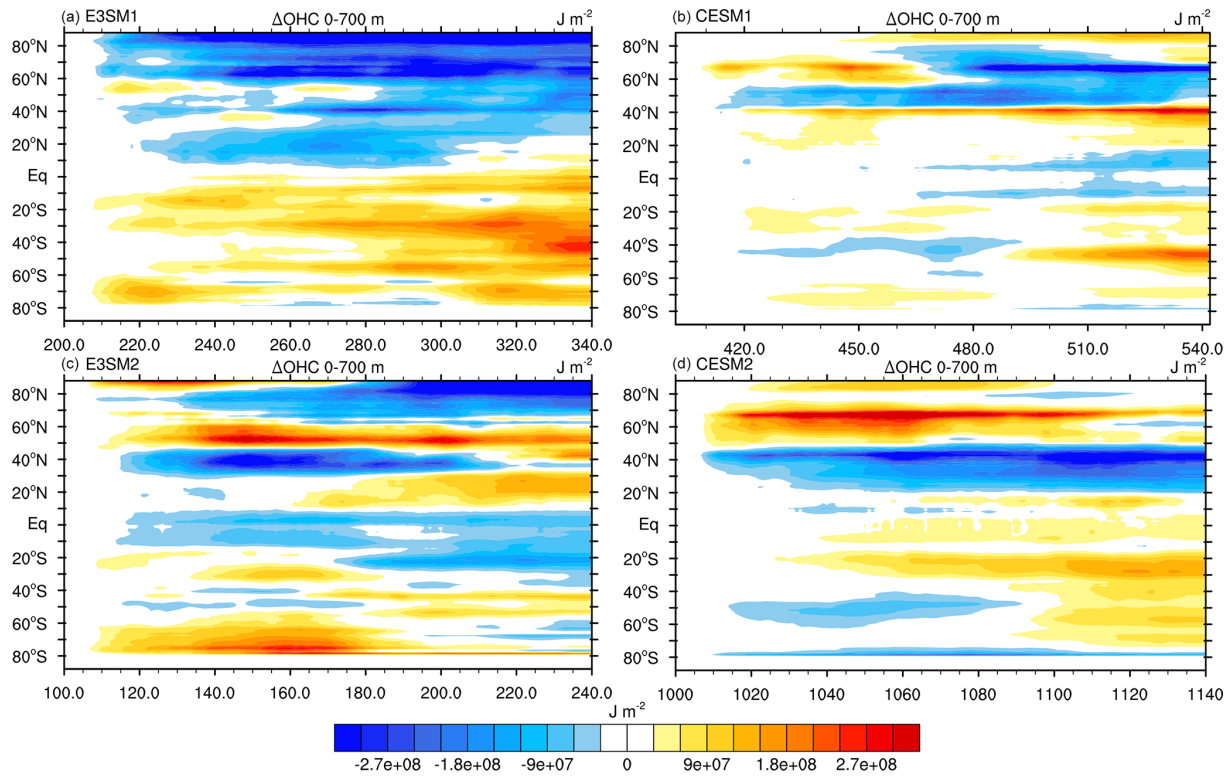 (a) E3SM1 ΔOHC 0-700 m J m-2
80°N
60°N
40°N
20°N
Eq
20°S
40°S
60°S
80°S
200.0 220.0 240.0 260.0 280.0 300.0 320.0 340.0
(b) CESM1 ΔOHC 0-700 m J m-2
80°N
60°N
40°N
20°N
Eq
20°S
40°S
60°S
80°S
420.0 450.0 480.0 510.0 540.0
(c) E3SM2 ΔOHC 0-700 m J m-2
80°N
60°N
40°N
20°N
Eq
20°S
40°S
60°S
80°S
100.0 120.0 140.0 160.0 180.0 200.0 220.0 240.0
(d) CESM2 ΔOHC 0-700 m J m-2
80°N
60°N
40°N
20°N
Eq
20°S
40°S
60°S
80°S
1000 1020 1040 1060 1080 1100 1120 1140
J m-2
-2.7e+08 -1.8e+08 -9e+07 0 9e+07 1.8e+08 2.7e+08